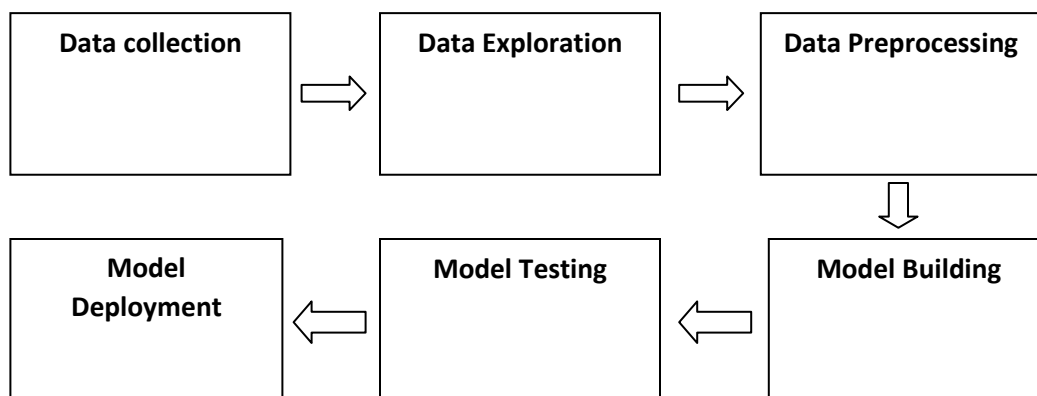 Data collection
Data Exploration
Data Preprocessing
Model Building
Model Testing
Model
Deployment